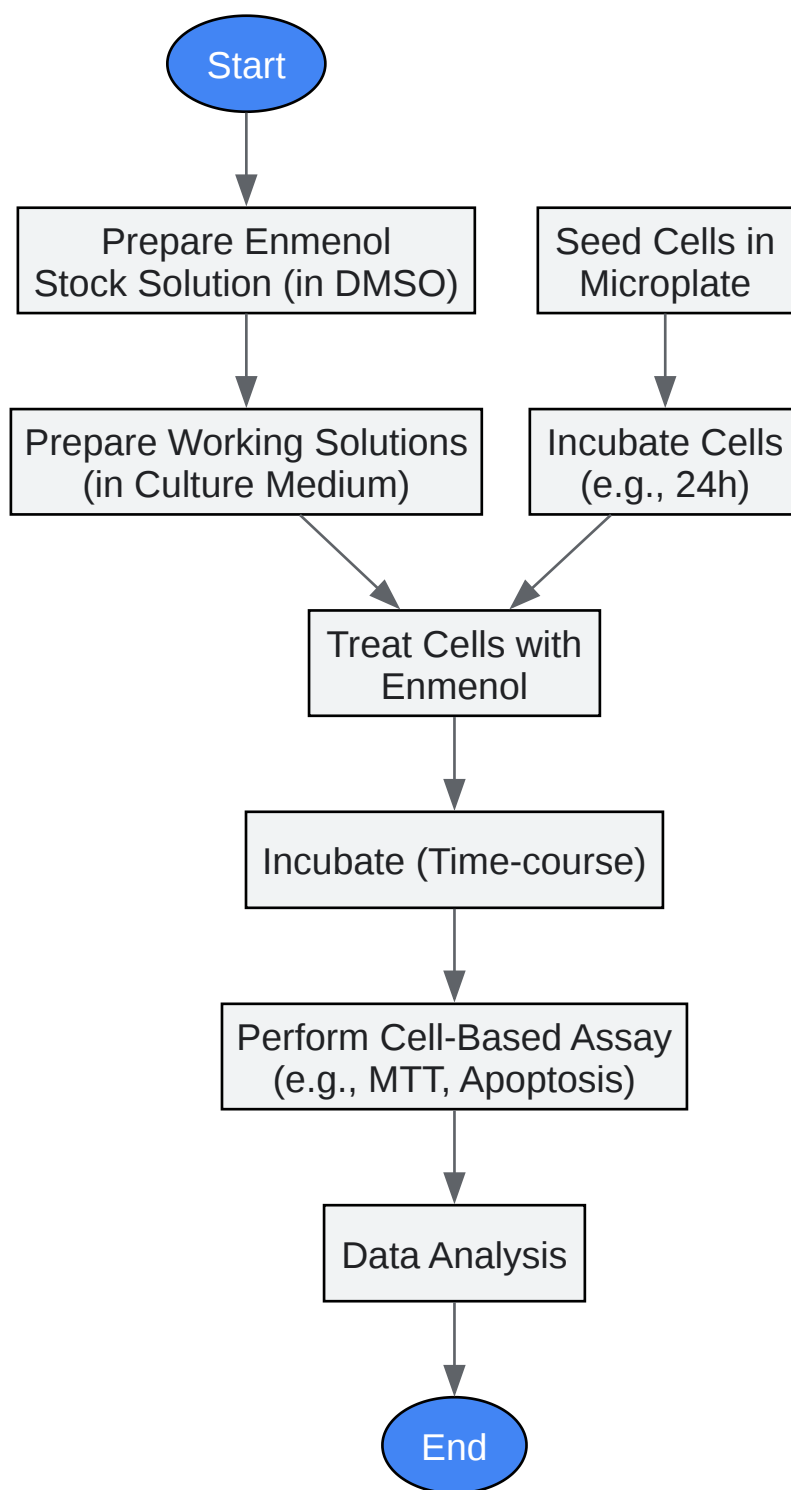 Start
Prepare Enmenol
Stock Solution (in DMSO)
Seed Cells in
Microplate
Prepare Working Solutions
(in Culture Medium)
Incubate Cells
(e.g., 24h)
Treat Cells with
Enmenol
Incubate (Time-course)
Perform Cell-Based Assay
(e.g., MTT, Apoptosis)
Data Analysis
End